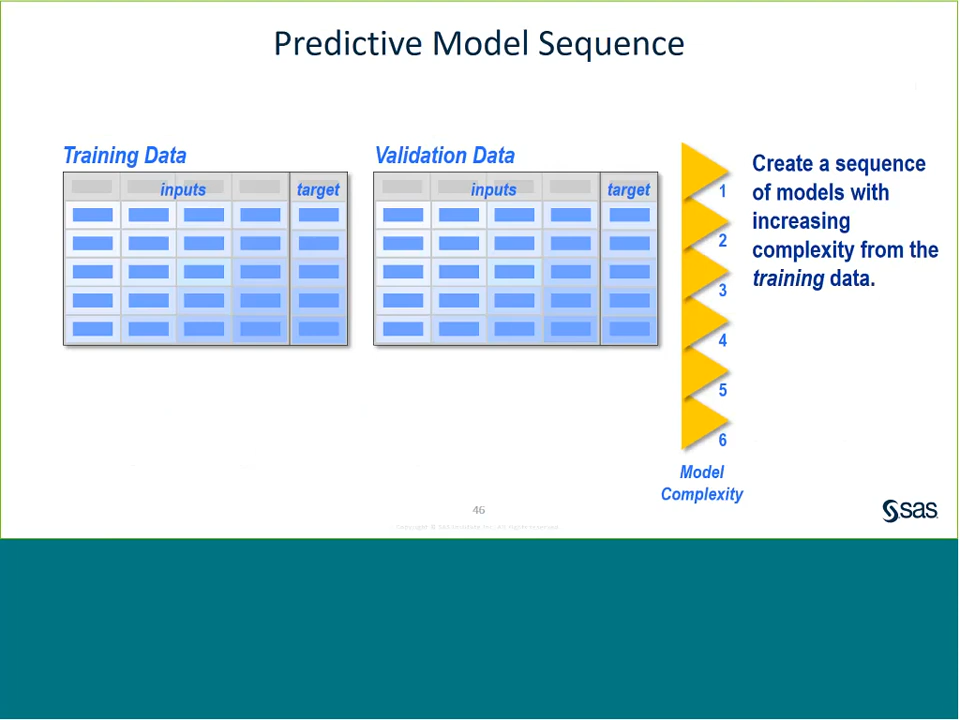 Predictive Model Sequence
Training Data
inputs
target
Validation Data
inputs
target
1
2
3
4
5
6
Model
Complexity
Create a sequence
of models with
increasing
complexity from the
training data.
46
sas